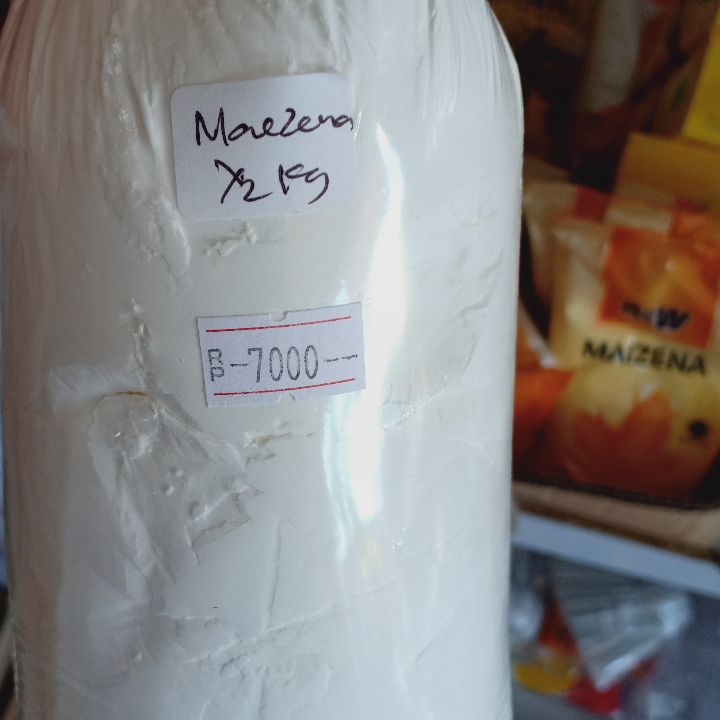 Maezena
1/2 Kg
RP-7000--
MAIZENA